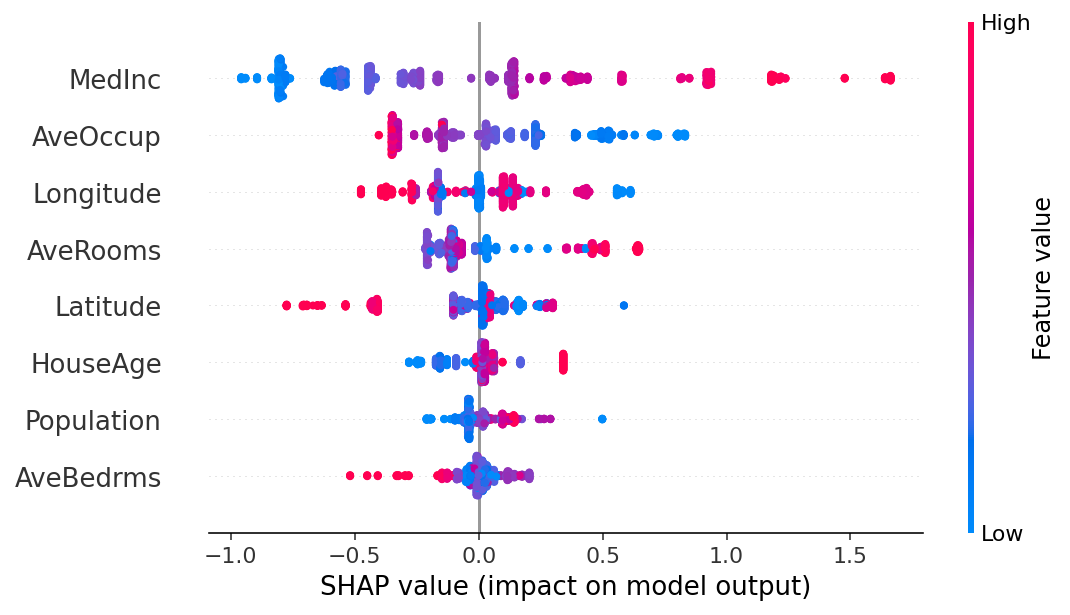 High
MedInc
AveOccup
Longitude
AveRooms
Latitude
HouseAge
Population
AveBedrms
Feature value
Low
−1.0 −0.5 0.0 0.5 1.0 1.5
SHAP value (impact on model output)